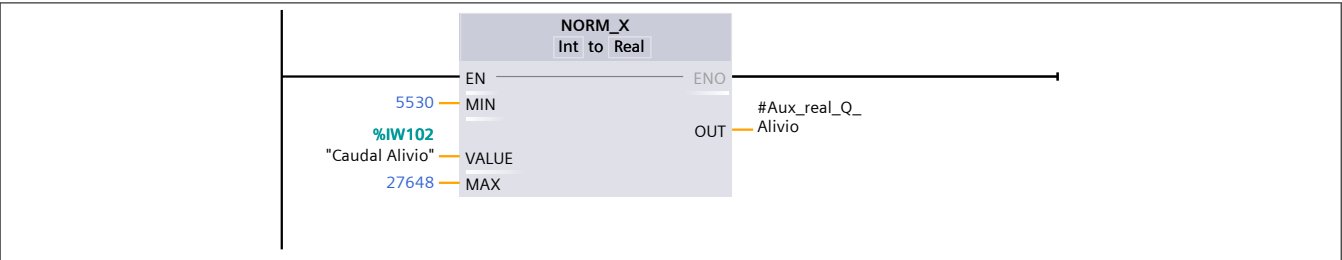 NORM_X
Int to Real
EN
ENO
5530
MIN
#Aux_real_Q_
Alivio
OUT
%IW102
"Caudal Alivio"
VALUE
27648
MAX